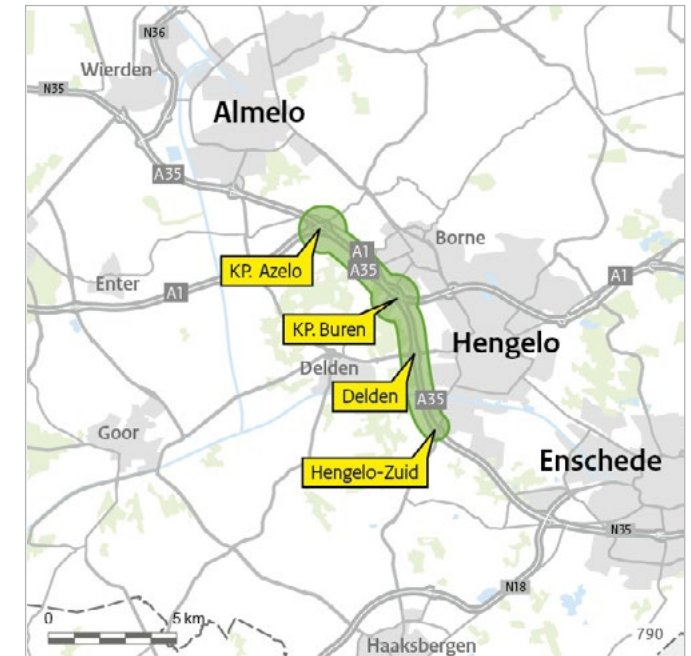 N36
Wierden
N35
Almelo
A35
KP. Azelo
A1
A35
Borne
Enter
A1
A1
KP. Buren
Hengelo
Delden
Delden
A35
Goor
Hengelo-Zuid
Enschede
N35
N18
0 5 km
Haaksbergen
790